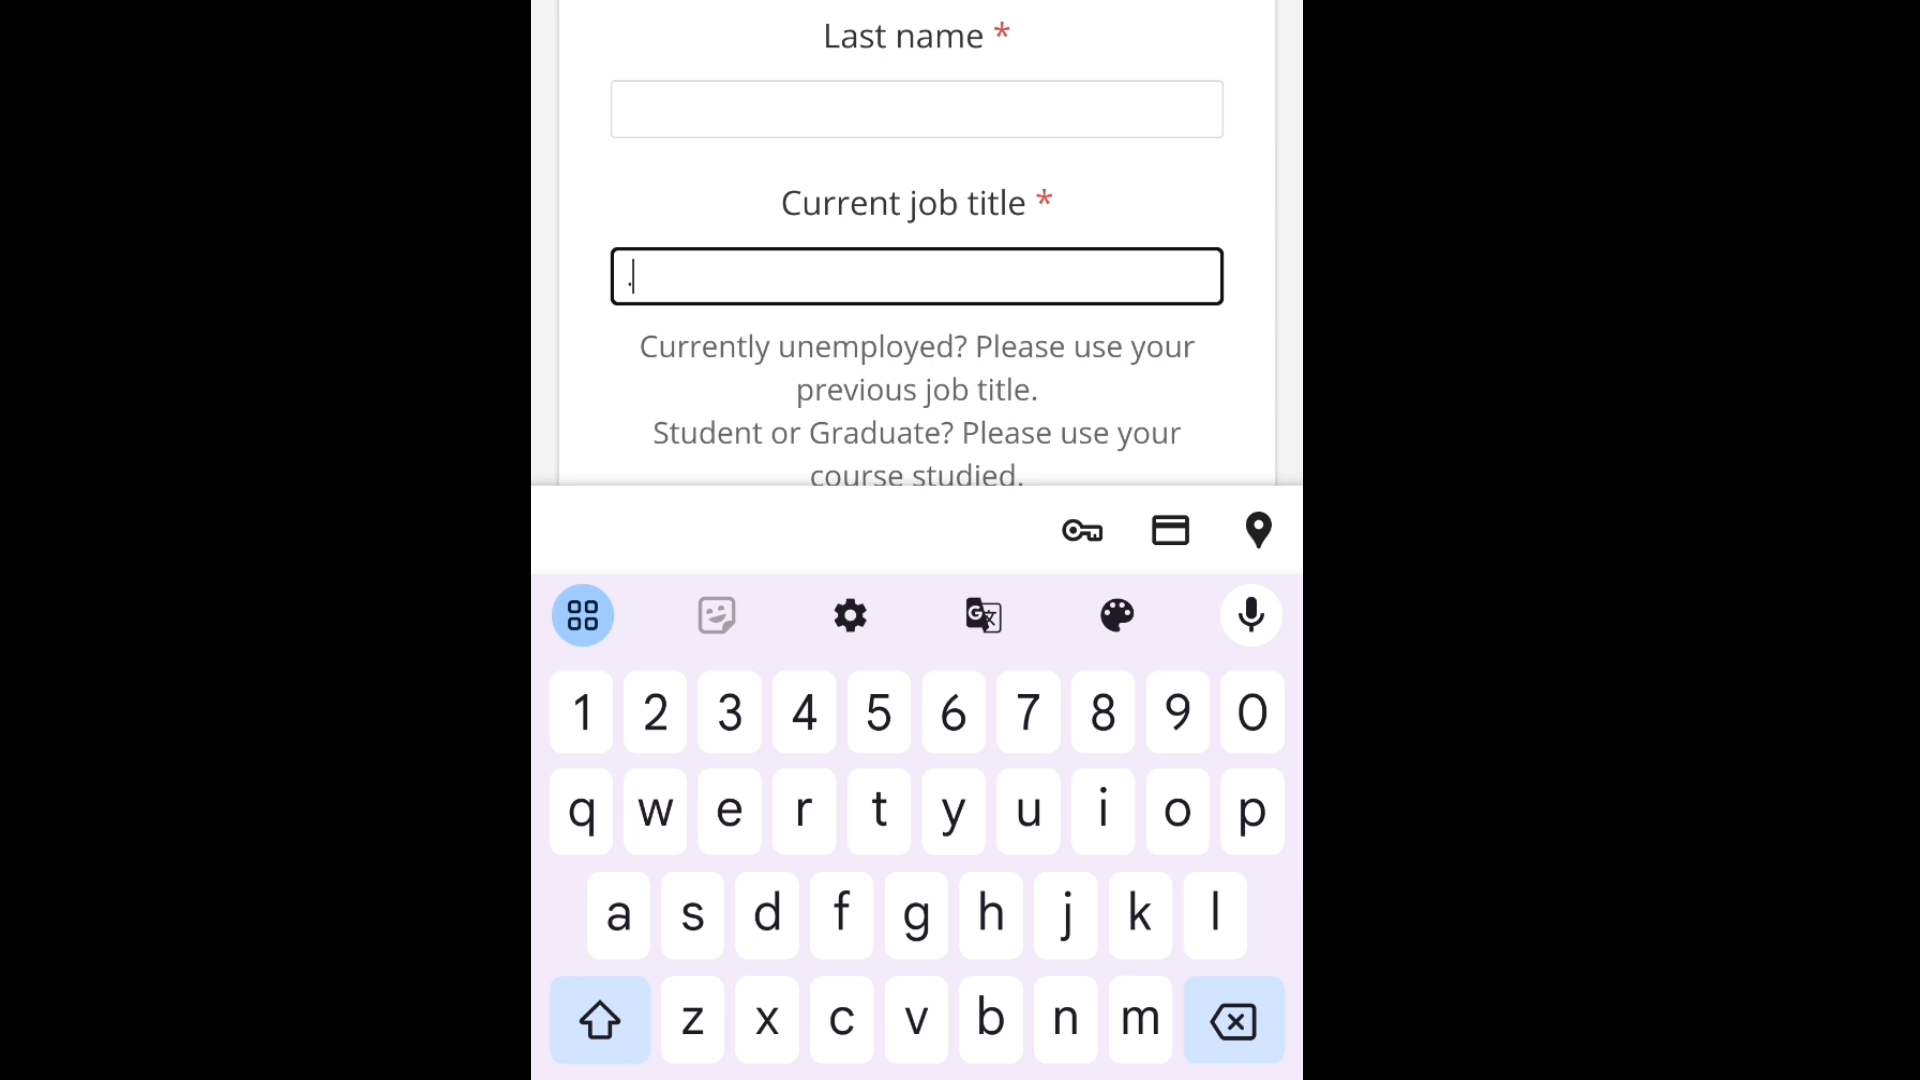 Last name *
Current job title *
.
Currently unemployed? Please use your
previous job title.
Student or Graduate? Please use your
course studied.
1 2 3 4 5 6 7 8 9 0
q w e r t y u i o p
a s d f g h j k l
z x c v b n m